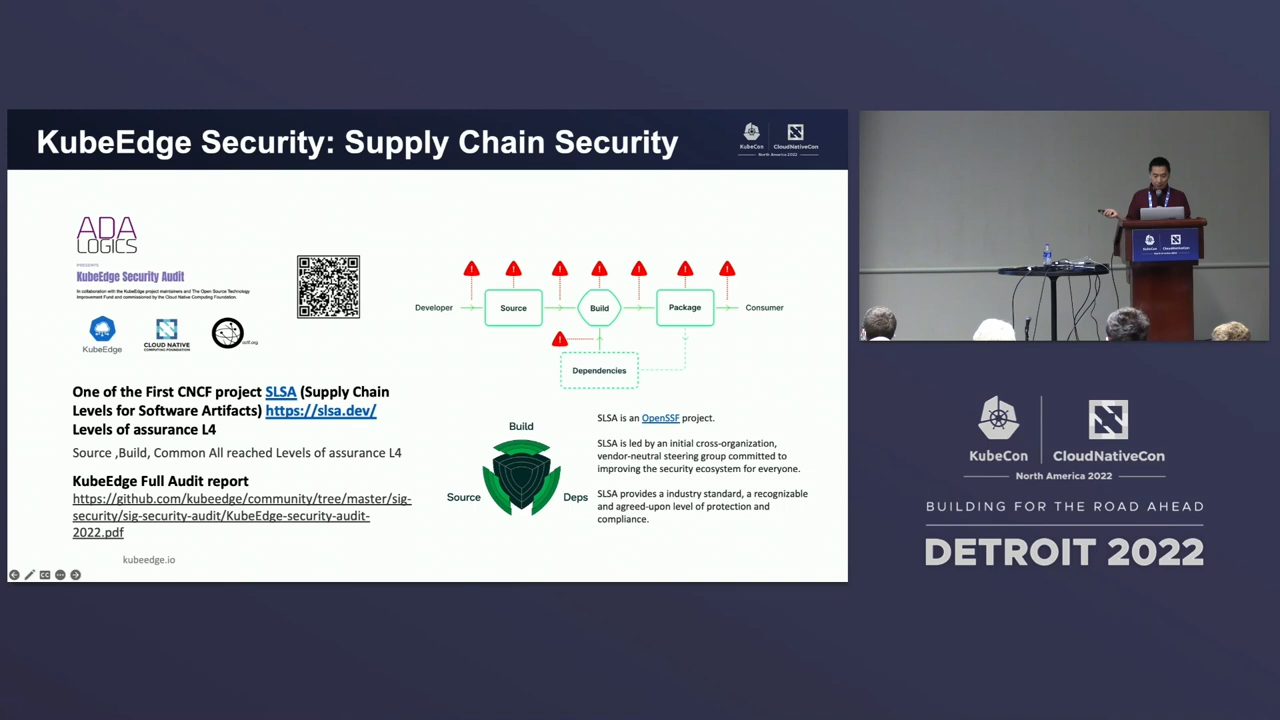 KubeEdge Security: Supply Chain Security
KubeCon
CloudNativeCon
North America 2022
ADA
LOGICS
PRESENTS
KubeEdge Security Audit
In collaboration with the KubeEdge project maintainers and The Open Source Technology
Improvement Fund and commissioned by the Cloud Native Computing Foundation.
KubeEdge
CLOUD NATIVE
COMPUTING FOUNDATION
One of the First CNCF project SLSA (Supply Chain
Levels for Software Artifacts) https://slsa.dev/
Levels of assurance L4
Source ,Build, Common All reached Levels of assurance L4
KubeEdge Full Audit report
https://github.com/kubeedge/community/tree/master/sig-
security/sig-security-audit/KubeEdge-security-audit-
2022.pdf
kubeedge.io
Developer
Source
Build
Package
Consumer
Dependencies
Build
Source
Deps
SLSA is an OpenSSF project.
SLSA is led by an initial cross-organization,
vendor-neutral steering group committed to
improving the security ecosystem for everyone.
SLSA provides a industry standard, a recognizable
and agreed-upon level of protection and
compliance.
KubeCon
CloudNativeCon
North America 2022
BUILDING FOR THE ROAD AHEAD
DETROIT 2022